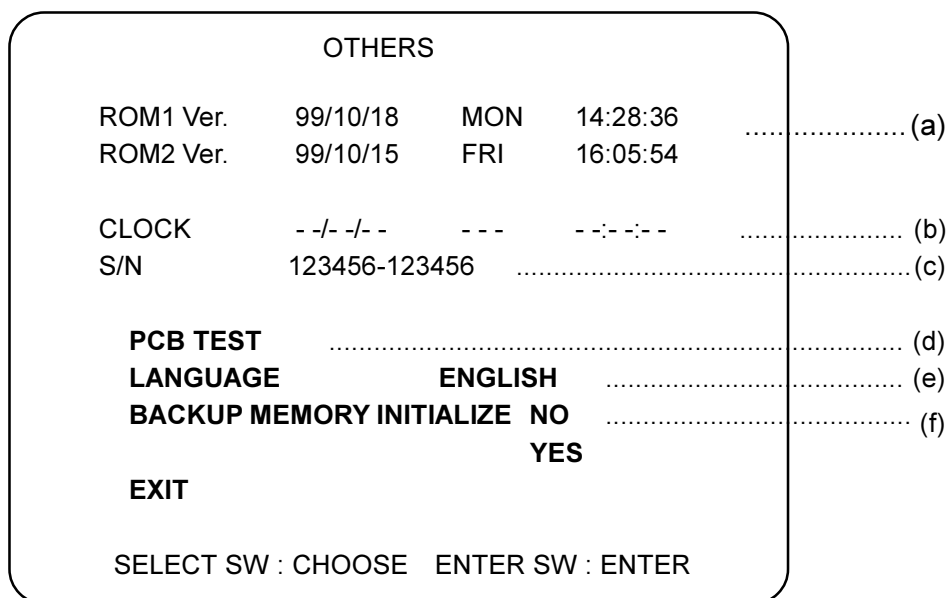 OTHERS
ROM1 Ver. 99/10/18 MON 14:28:36 .................... (a)
ROM2 Ver. 99/10/15 FRI 16:05:54
CLOCK - -/- -/- - - - - - -:- -:- - ...................... (b)
S/N 123456-123456 ..................................................... (c)
PCB TEST ............................................................................. (d)
LANGUAGE ENGLISH ........................................ (e)
BACKUP MEMORY INITIALIZE NO ......................................... (f)
YES
EXIT
SELECT SW : CHOOSE ENTER SW : ENTER